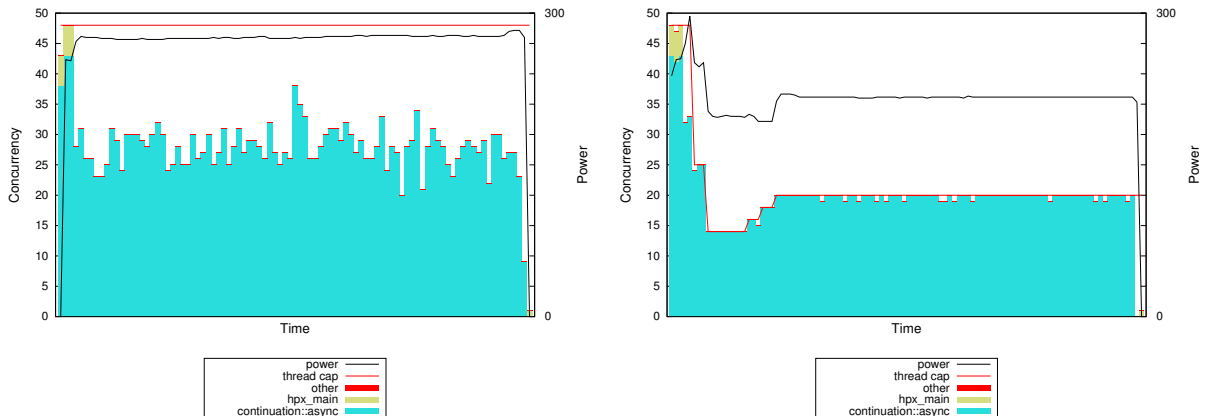 50
45
40
35
30
25
20
15
10
5
0
Concurrency
300
0
Power
Time
power
thread cap
other
hpx_main
continuation::async
50
45
40
35
30
25
20
15
10
5
0
Concurrency
300
0
Power
Time
power
thread cap
other
hpx_main
continuation::async